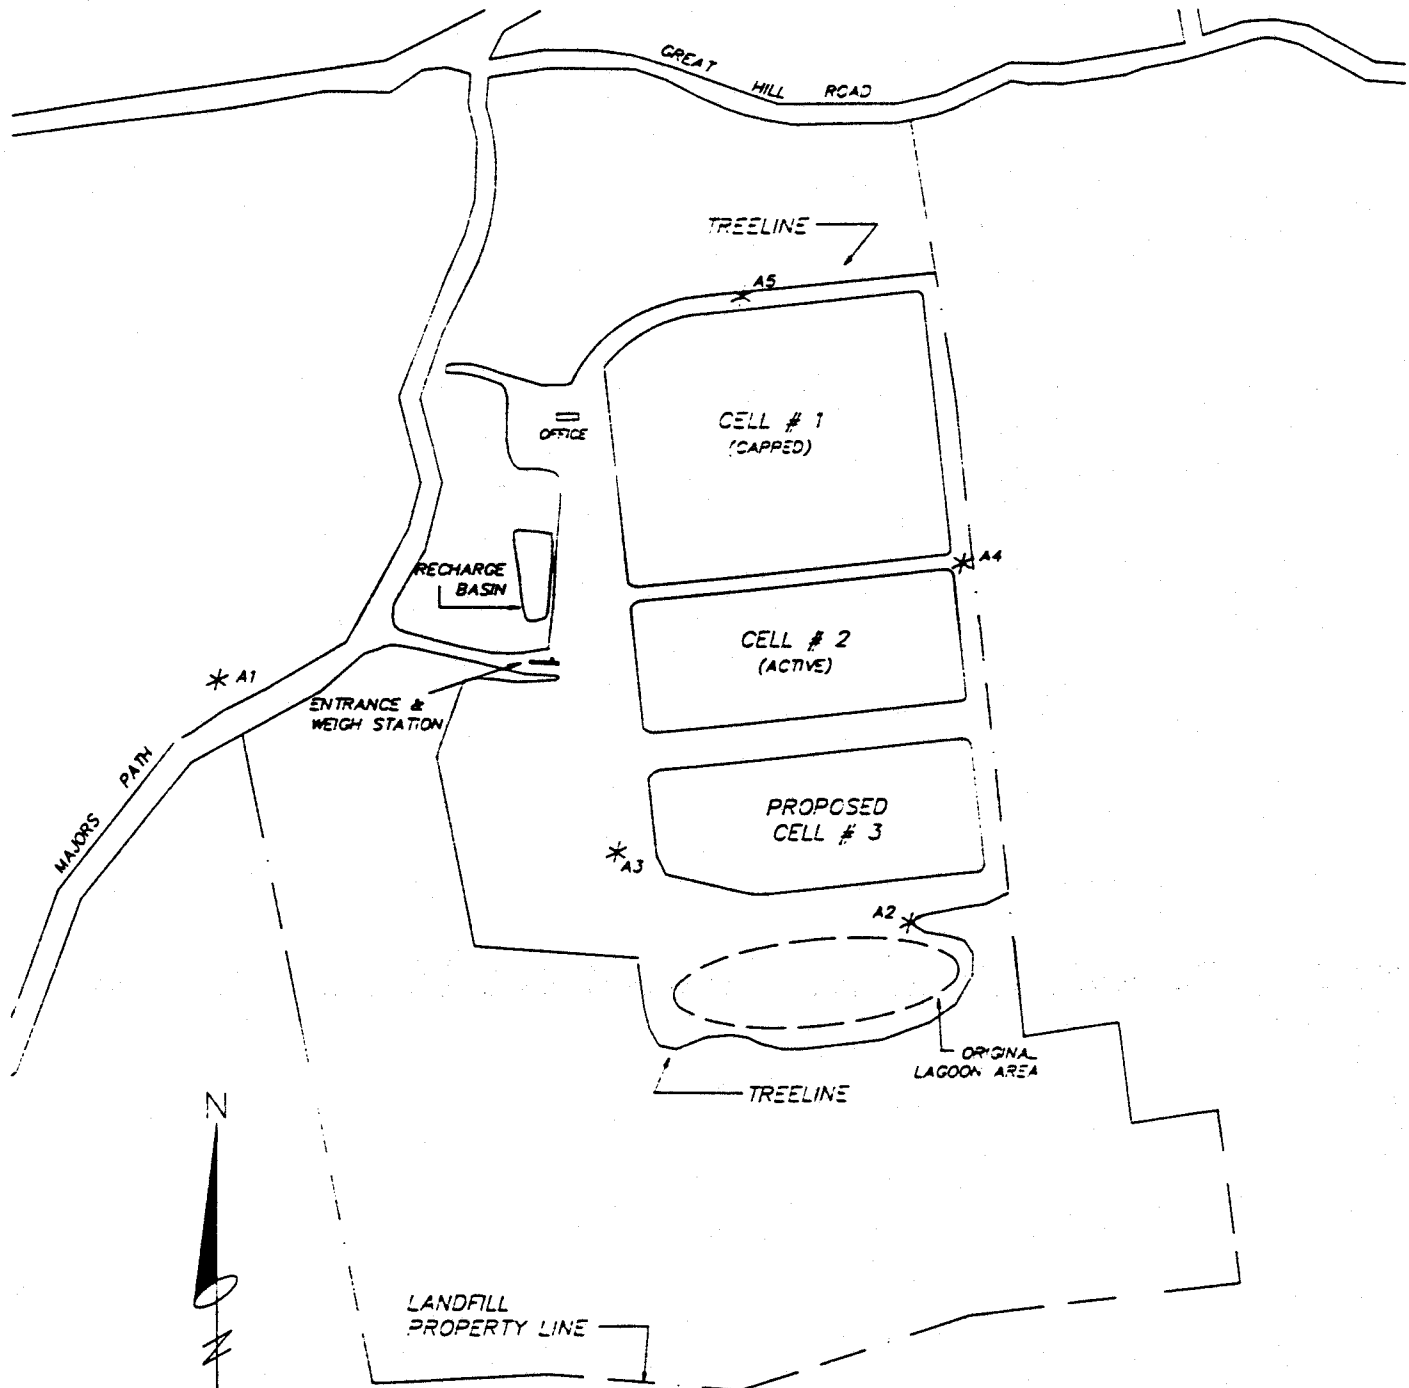 GREAT
HILL ROAD
TREELINE
A5
CELL # 1
(CAPPED)
OFFICE
A4
RECHARGE
BASIN
CELL # 2
(ACTIVE)
A1
ENTRANCE &
WEIGH STATION
MAJORS PATH
PROPOSED
CELL # 3
A3
A2
ORIGINAL
LAGOON AREA
TREELINE
N
LANDFILL
PROPERTY LINE